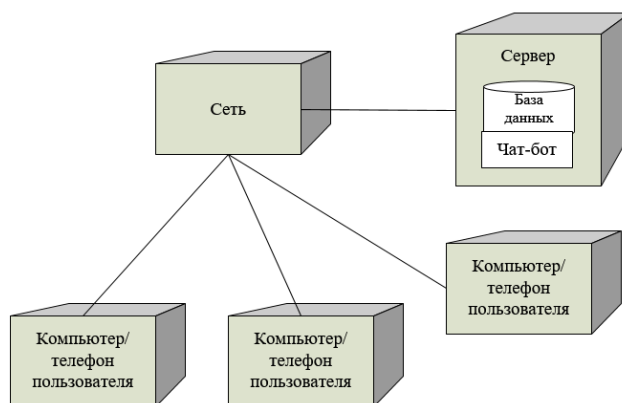 Сервер
Сеть
База
данных
Чат-бот
Компьютер/
телефон
пользователя
Компьютер/
телефон
пользователя
Компьютер/
телефон
пользователя